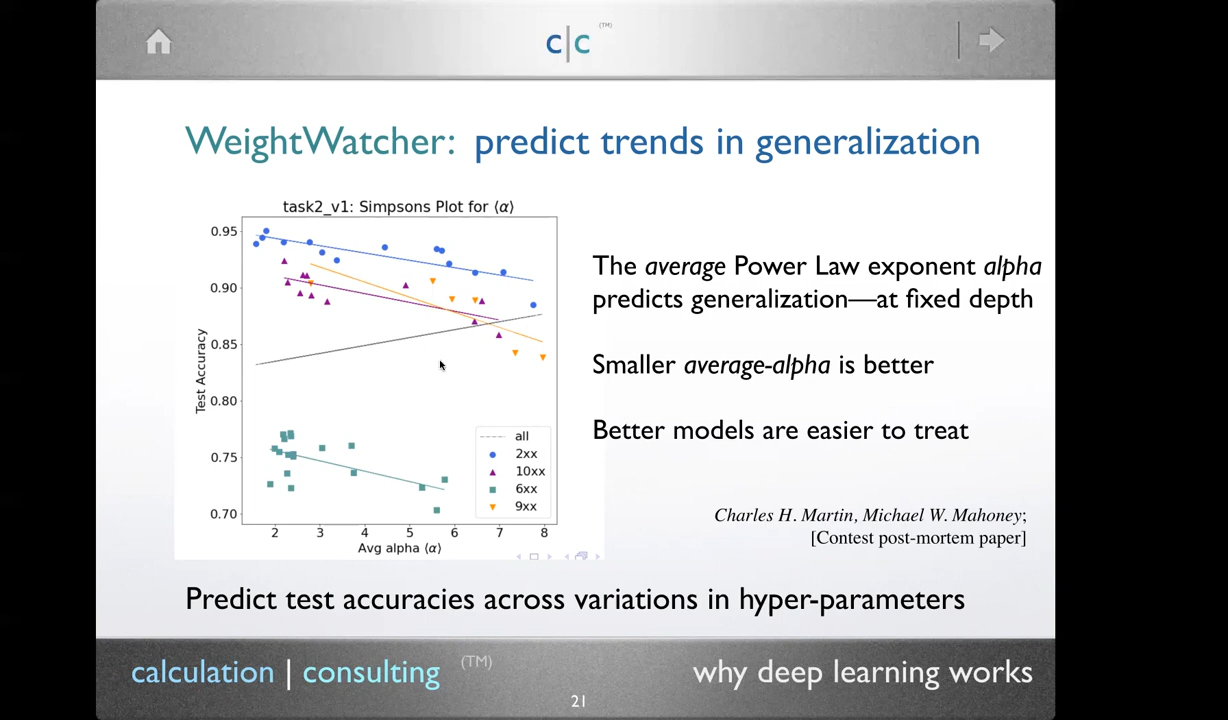 c|c (TM)
WeightWatcher: predict trends in generalization
task2_v1: Simpsons Plot for ⟨α⟩
0.95
0.90
0.85
0.80
0.75
0.70
Test Accuracy
2 3 4 5 6 7 8
Avg alpha ⟨α⟩
all
2xx
10xx
6xx
9xx
The average Power Law exponent alpha
predicts generalization—at fixed depth
Smaller average-alpha is better
Better models are easier to treat
Charles H. Martin, Michael W. Mahoney;
[Contest post-mortem paper]
Predict test accuracies across variations in hyper-parameters
calculation | consulting (TM)
why deep learning works
21